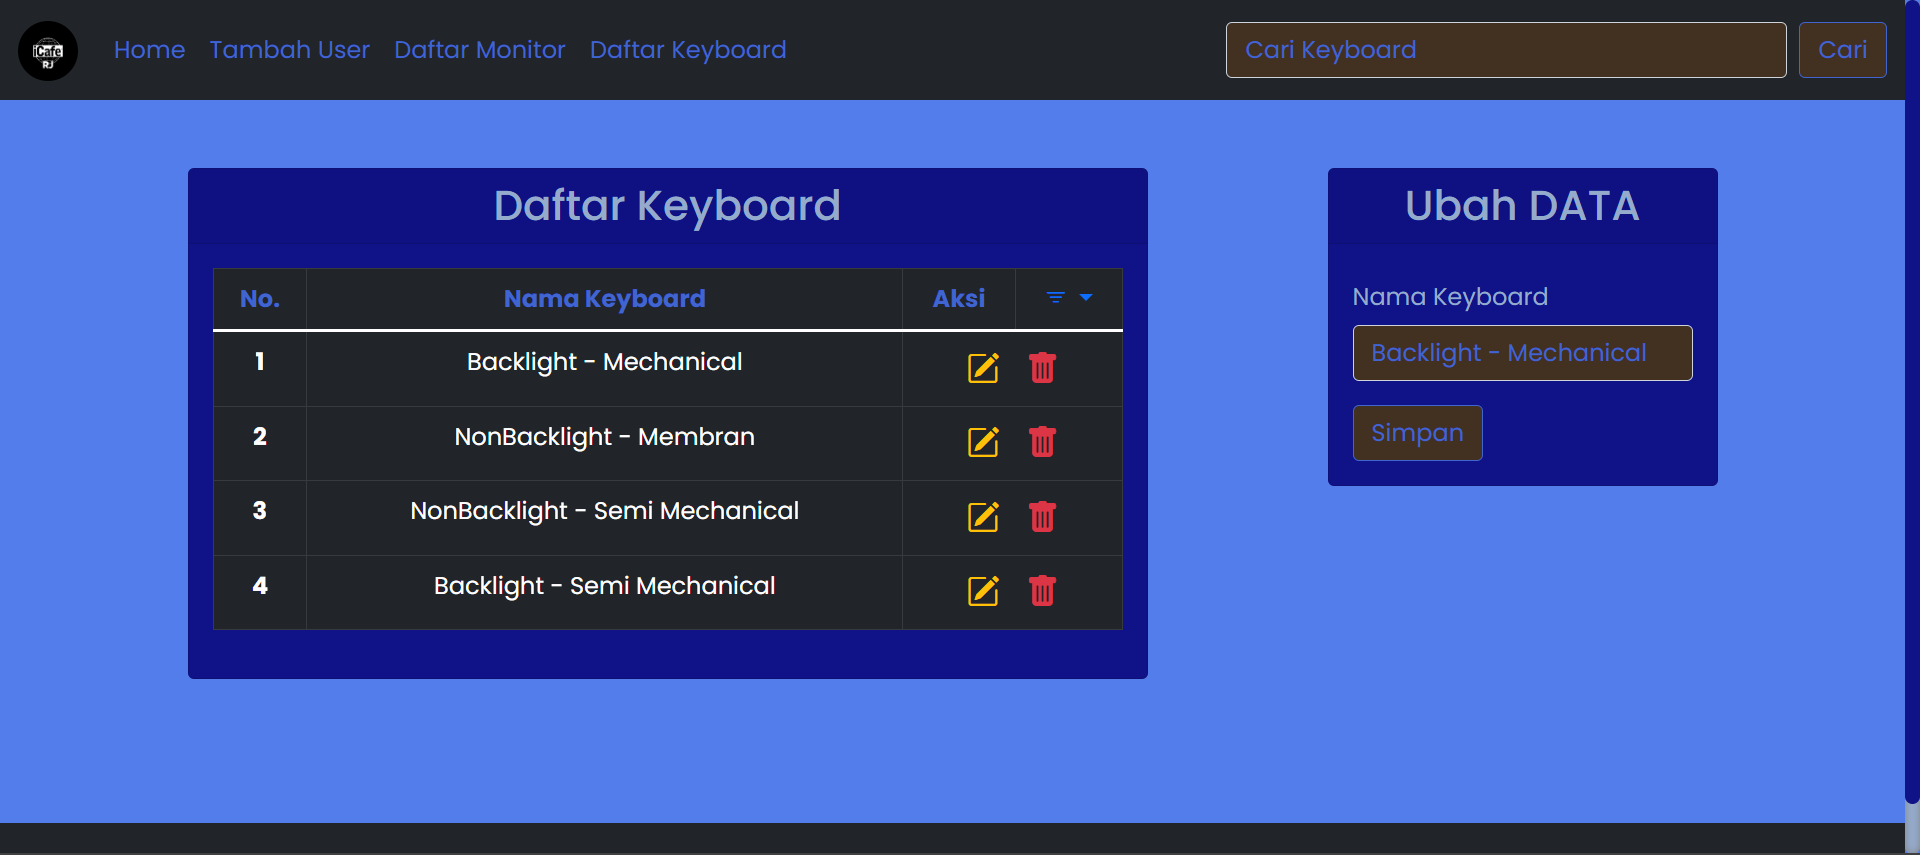 iCafe
RJ
Home Tambah User Daftar Monitor Daftar Keyboard Cari Keyboard Cari
Daftar Keyboard
No. Nama Keyboard Aksi
1 Backlight - Mechanical
2 NonBacklight - Membran
3 NonBacklight - Semi Mechanical
4 Backlight - Semi Mechanical
Ubah DATA
Nama Keyboard
Backlight - Mechanical
Simpan